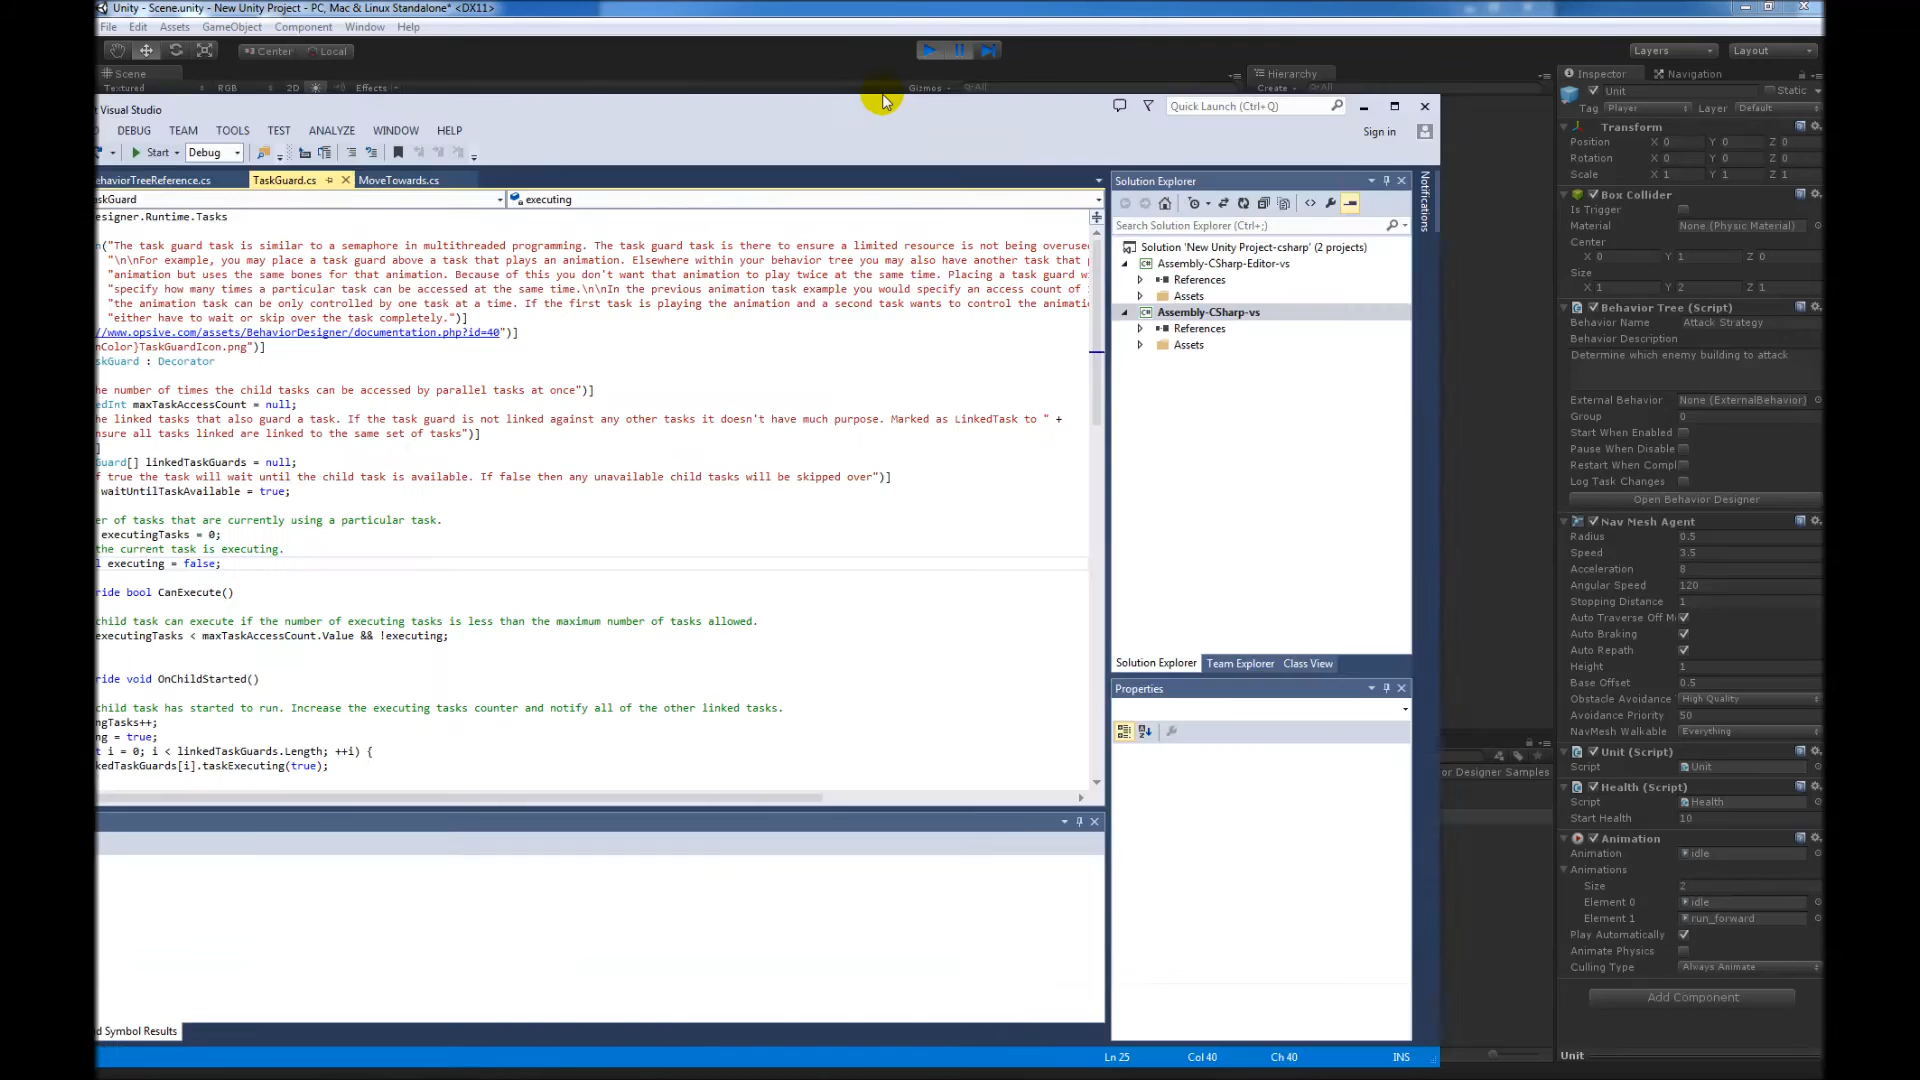 Unity - Scene.unity - New Unity Project - PC, Mac & Linux Standalone* <DX11>
File Edit Assets GameObject Component Window Help
Center Local
Layers Layout
Scene
Hierarchy
Inspector Navigation
Textured RGB 2D Effects Gizmos All
Create All
Unit Static
Tag Player Layer Default
Transform
Position X 0 Y 0 Z 0
Rotation X 0 Y 0 Z 0
Scale X 1 Y 1 Z 1
Box Collider
Is Trigger
Material None (Physic Material)
Center
X 0 Y 1 Z 0
Size
X 1 Y 2 Z 1
Behavior Tree (Script)
Behavior Name Attack Strategy
Behavior Description
Determine which enemy building to attack
External Behavior None (ExternalBehavior)
Group 0
Start When Enabled
Pause When Disable
Restart When Compl
Log Task Changes
Open Behavior Designer
Nav Mesh Agent
Radius 0.5
Speed 3.5
Acceleration 8
Angular Speed 120
Stopping Distance 1
Auto Traverse Off M
Auto Braking
Auto Repath
Height 1
Base Offset 0.5
Obstacle Avoidance High Quality
Avoidance Priority 50
NavMesh Walkable Everything
Unit (Script)
Script Unit
Health (Script)
Script Health
Start Health 10
Animation
Animation idle
Animations
Size 2
Element 0 idle
Element 1 run_forward
Play Automatically
Animate Physics
Culling Type Always Animate
Add Component
Unit
or Designer Samples
t Visual Studio
Quick Launch (Ctrl+Q)
DEBUG TEAM TOOLS TEST ANALYZE WINDOW HELP
Sign in
Start Debug
ehaviorTreeReference.cs TaskGuard.cs MoveTowards.cs
skGuard executing
esigner.Runtime.Tasks
n("The task guard task is similar to a semaphore in multithreaded programming. The task guard task is there to ensure a limited resource is not being overuse
"\n\nFor example, you may place a task guard above a task that plays an animation. Elsewhere within your behavior tree you may also have another task that p
"animation but uses the same bones for that animation. Because of this you don't want that animation to play twice at the same time. Placing a task guard w
"specify how many times a particular task can be accessed at the same time.\n\nIn the previous animation task example you would specify an access count of 
"the animation task can be only controlled by one task at a time. If the first task is playing the animation and a second task wants to control the animati
"either have to wait or skip over the task completely.")]
//www.opsive.com/assets/BehaviorDesigner/documentation.php?id=40")]
nColor}TaskGuardIcon.png")]
skGuard : Decorator
he number of times the child tasks can be accessed by parallel tasks at once")]
edInt maxTaskAccessCount = null;
he linked tasks that also guard a task. If the task guard is not linked against any other tasks it doesn't have much purpose. Marked as LinkedTask to " +
nsure all tasks linked are linked to the same set of tasks")]
]
Guard[] linkedTaskGuards = null;
f true the task will wait until the child task is available. If false then any unavailable child tasks will be skipped over")]
waitUntilTaskAvailable = true;
er of tasks that are currently using a particular task.
executingTasks = 0;
the current task is executing.
l executing = false;
ride bool CanExecute()
child task can execute if the number of executing tasks is less than the maximum number of tasks allowed.
executingTasks < maxTaskAccessCount.Value && !executing;
ride void OnChildStarted()
child task has started to run. Increase the executing tasks counter and notify all of the other linked tasks.
ngTasks++;
ng = true;
t i = 0; i < linkedTaskGuards.Length; ++i) {
kedTaskGuards[i].taskExecuting(true);
Solution Explorer
Search Solution Explorer (Ctrl+;)
Solution 'New Unity Project-csharp' (2 projects)
Assembly-CSharp-Editor-vs
References
Assets
Assembly-CSharp-vs
References
Assets
Solution Explorer Team Explorer Class View
Properties
Notifications
d Symbol Results
Ln 25 Col 40 Ch 40 INS